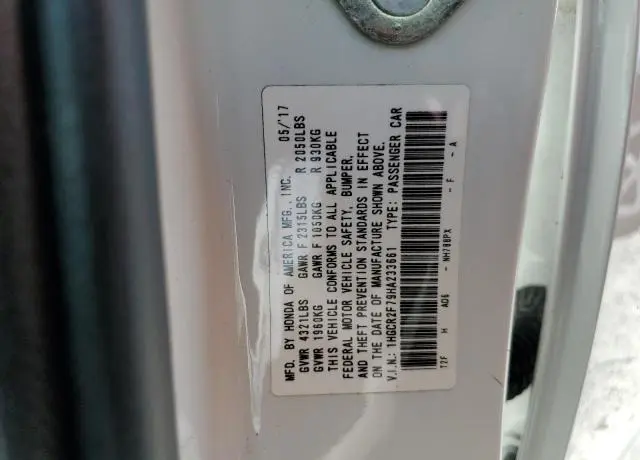 MFD. BY HONDA OF AMERICA MFG., INC. 05/'17
GVWR 4321LBS GAWR F 2315LBS R 2050LBS
GVWR 1960KG GAWR F 1050KG R 930KG
THIS VEHICLE CONFORMS TO ALL APPLICABLE
FEDERAL MOTOR VEHICLE SAFETY, BUMPER,
AND THEFT PREVENTION STANDARDS IN EFFECT
ON THE DATE OF MANUFACTURE SHOWN ABOVE.
V.I.N.: 1HGCR2F79HA233661 TYPE: PASSENGER CAR
T2F H AD6 - NH788PX - F - A